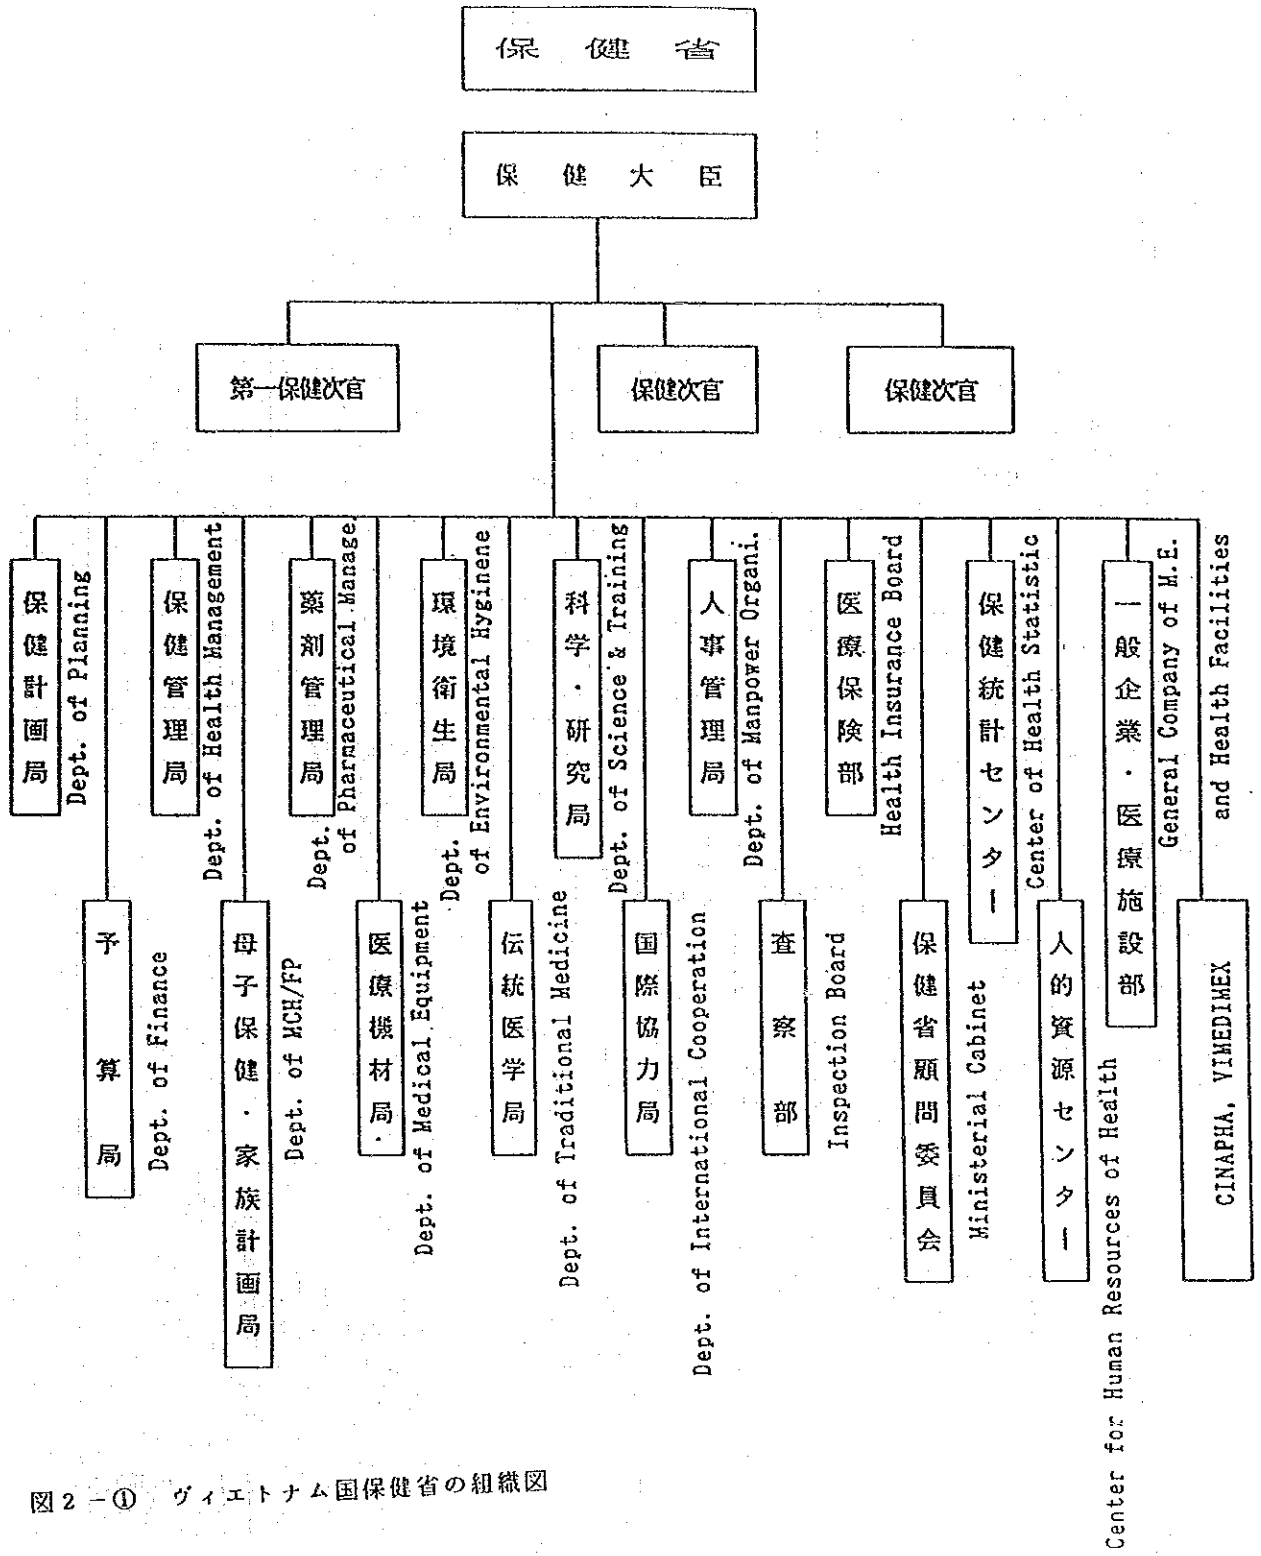 保健省
保健大臣
第一保健次官
保健次官
保健次官
保健計画局
Dept. of Planning
予算局
Dept. of Finance
保健管理局
Dept. of Health Management
母子保健・家族計画局
Dept. of MCH/FP
薬剤管理局
Dept.
of Pharmaceutical Manage.
医療機材局
Dept. of Medical Equipment
環境衛生局
Dept.
of Environmental Hyginene
伝統医学局
Dept. of Traditional Medicine
科学・研究局
Dept. of Science & Training
国際協力局
Dept. of International Cooperation
人事管理局
Dept. of Manpower Organi.
査察部
Inspection Board
医療保険部
Health Insurance Board
保健省顧問委員会
Ministerial Cabinet
保健統計センター
Center of Health Statistic
人的資源センター
Center for Human Resources of Health
一般企業・医療施設部
General Company of M.E.
and Health Facilities
CINAPHA, VIMEDIMEX
図2-① ヴィエトナム国保健省の組織図